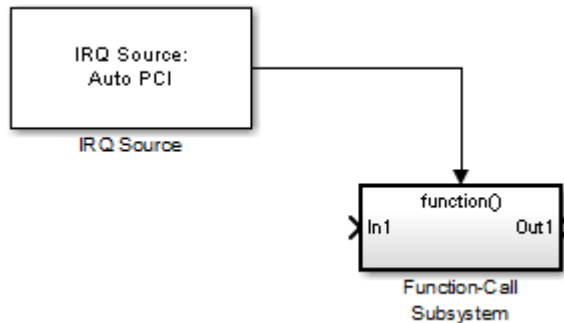 IRQ Source:
Auto PCI
IRQ Source
function()
In1
Out1
Function-Call
Subsystem